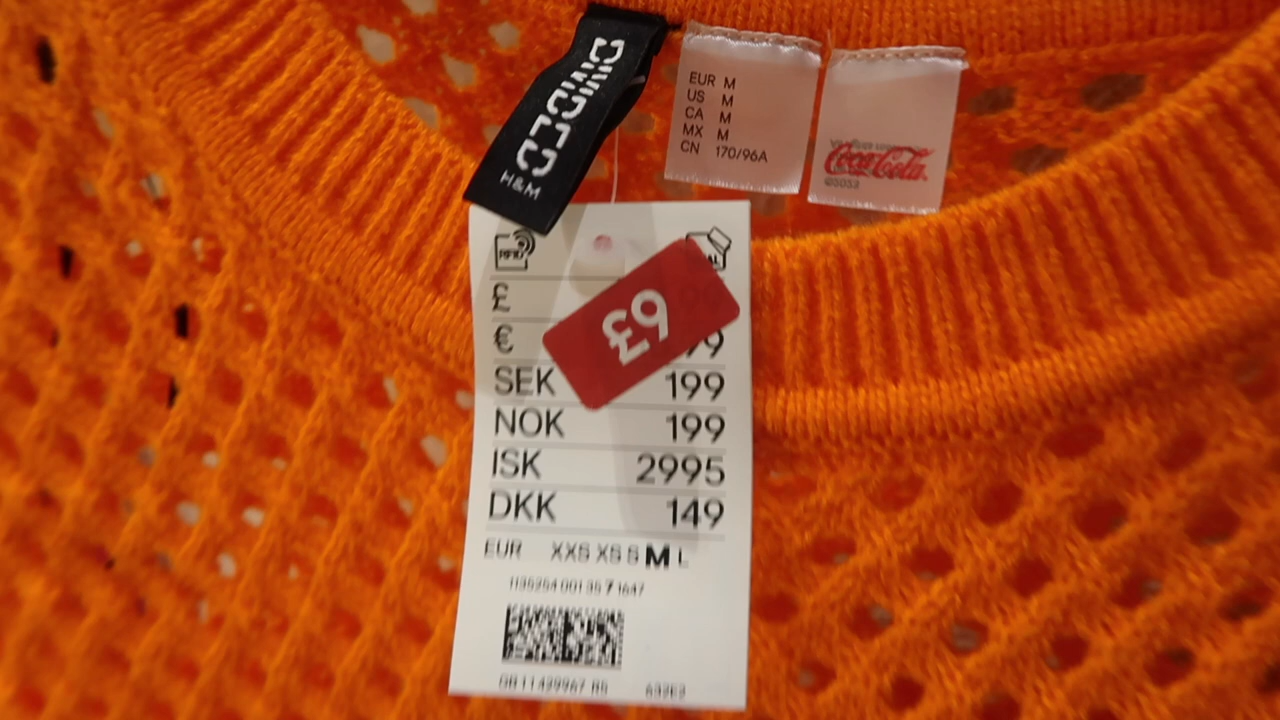 DIVIDED
H&M
EUR M
US M
CA M
MX M
CN 170/96A
Coca-Cola
RFID
£
£9
€ 99
SEK 199
NOK 199
ISK 2995
DKK 149
EUR XXS XS S M L